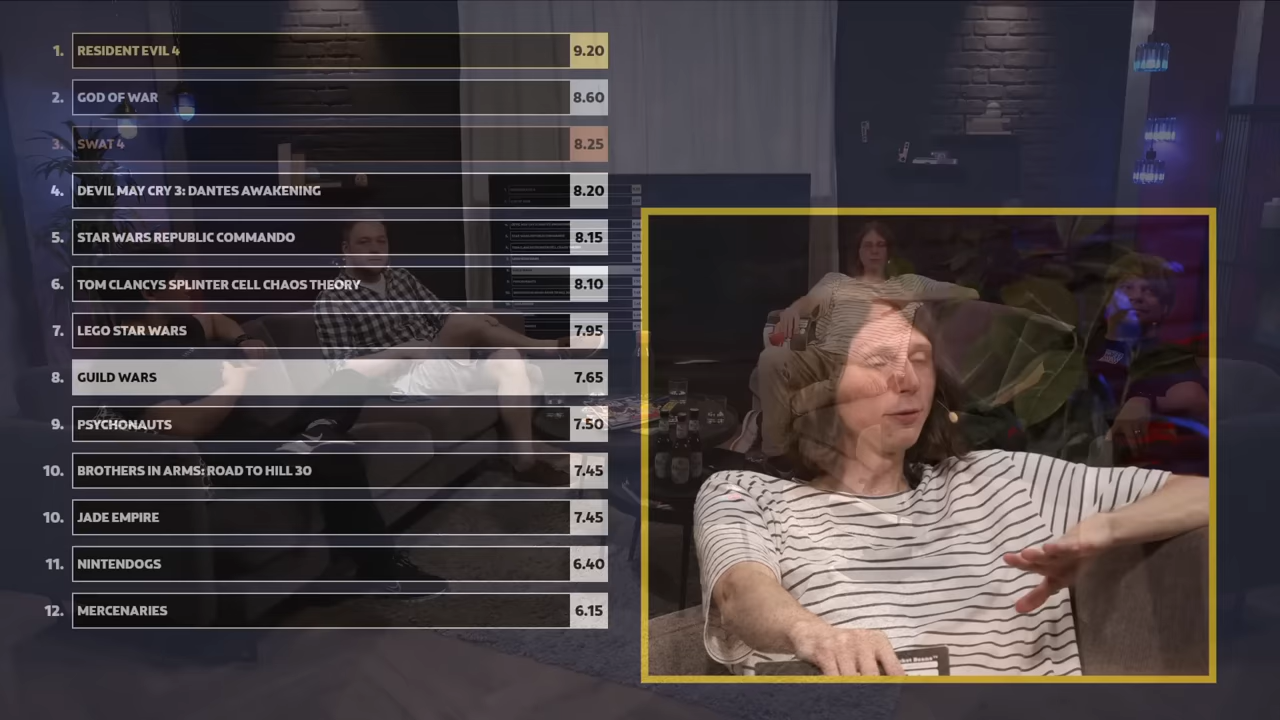 1. RESIDENT EVIL 4 9.20
2. GOD OF WAR 8.60
3. SWAT 4 8.25
4. DEVIL MAY CRY 3: DANTES AWAKENING 8.20
5. STAR WARS REPUBLIC COMMANDO 8.15
6. TOM CLANCYS SPLINTER CELL CHAOS THEORY 8.10
7. LEGO STAR WARS 7.95
8. GUILD WARS 7.65
9. PSYCHONAUTS 7.50
10. BROTHERS IN ARMS: ROAD TO HILL 30 7.45
10. JADE EMPIRE 7.45
11. NINTENDOGS 6.40
12. MERCENARIES 6.15